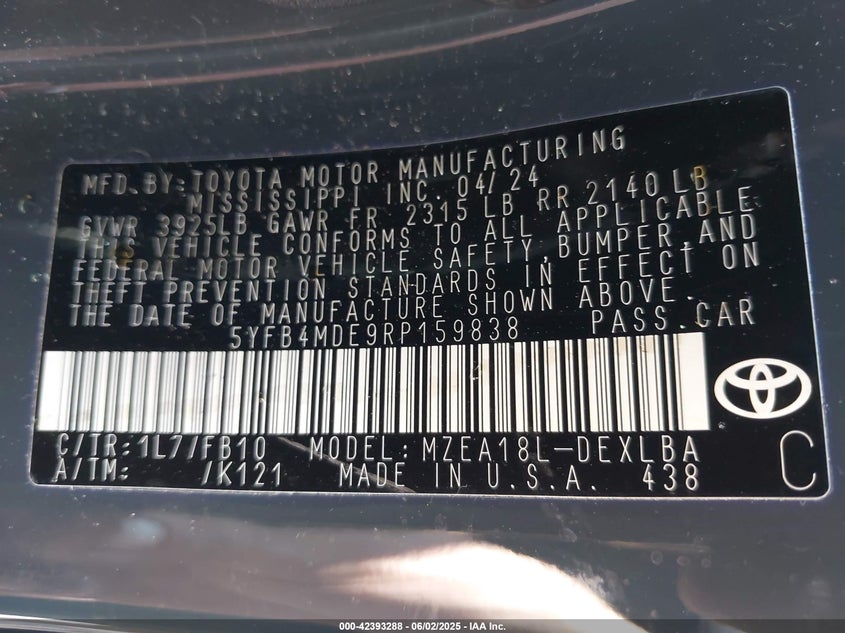 MFD. BY: TOYOTA MOTOR MANUFACTURING
MISSISSIPPI INC. 04/24
GVWR 3925LB GAWR FR 2315 LB RR 2140 LB
THIS VEHICLE CONFORMS TO ALL APPLICABLE
FEDERAL MOTOR VEHICLE SAFETY, BUMPER, AND
THEFT PREVENTION STANDARDS IN EFFECT ON
THE DATE OF MANUFACTURE SHOWN ABOVE.
5YFB4MDE9RP159838 PASS. CAR
C/TR: 1L7/FB10 MODEL: MZEA18L-DEXLBA
A/TM: /K121 MADE IN U.S.A. 438 C
000-42393288 - 06/02/2025 - IAA Inc.